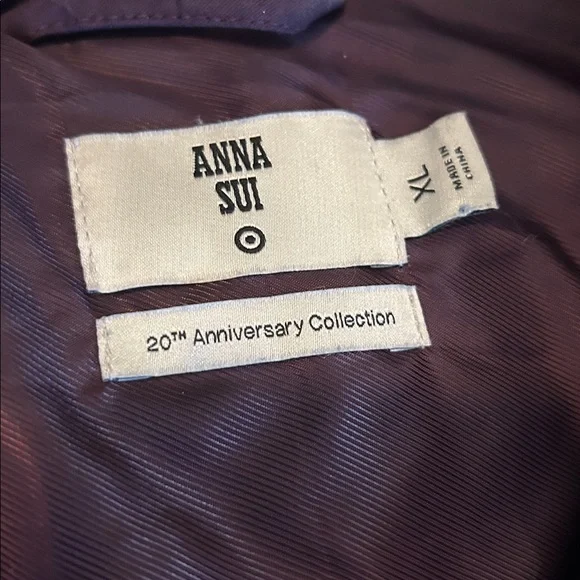 ANNA
SUI
XL
MADE IN
CHINA
20TH Anniversary Collection